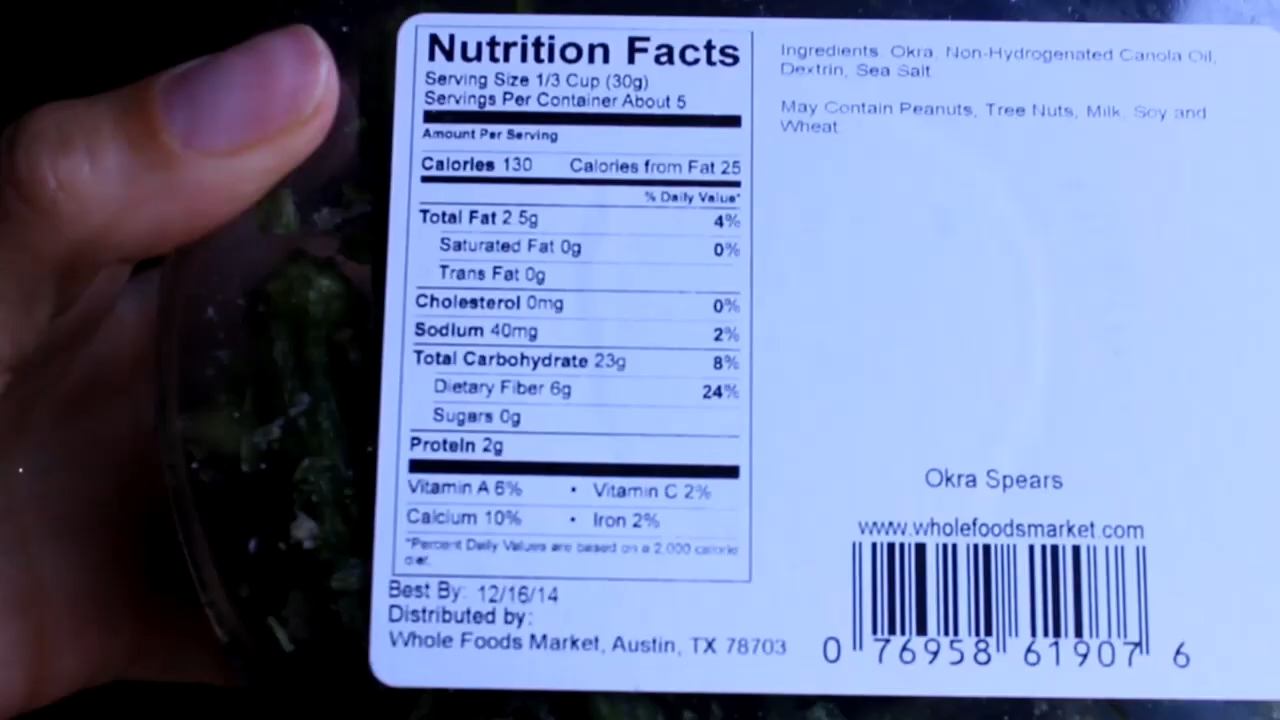 Nutrition Facts
Serving Size 1/3 Cup (30g)
Servings Per Container About 5
Amount Per Serving
Calories 130 Calories from Fat 25
% Daily Value*
Total Fat 2.5g 4%
Saturated Fat 0g 0%
Trans Fat 0g
Cholesterol 0mg 0%
Sodium 40mg 2%
Total Carbohydrate 23g 8%
Dietary Fiber 6g 24%
Sugars 0g
Protein 2g
Vitamin A 6% • Vitamin C 2%
Calcium 10% • Iron 2%
*Percent Daily Values are based on a 2,000 calorie
diet.
Best By: 12/16/14
Distributed by:
Whole Foods Market, Austin, TX 78703
Ingredients: Okra, Non-Hydrogenated Canola Oil,
Dextrin, Sea Salt
May Contain Peanuts, Tree Nuts, Milk, Soy and
Wheat
Okra Spears
www.wholefoodsmarket.com
0 76958 61907 6